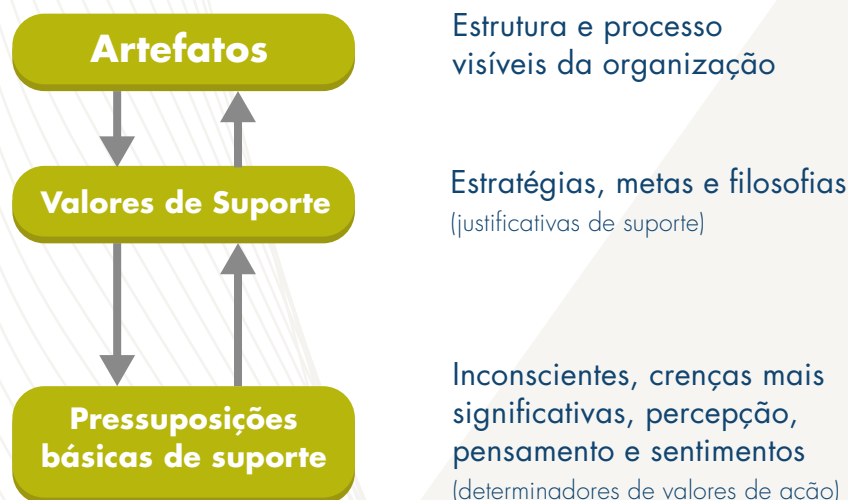 Artefatos
Estrutura e processo
visíveis da organização
Valores de Suporte
Estratégias, metas e filosofias
(justificativas de suporte)
Pressuposições
básicas de suporte
Inconscientes, crenças mais
significativas, percepção,
pensamento e sentimentos
(determinadores de valores de ação)